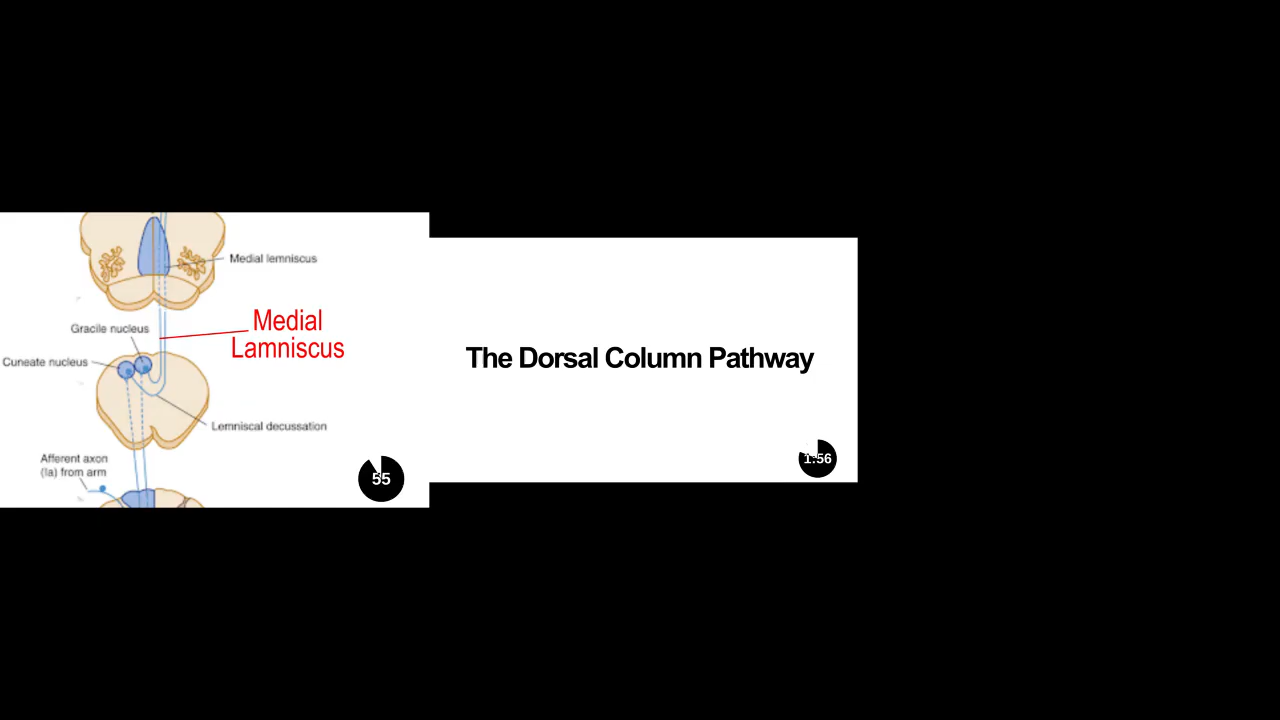 Medial lemniscus
Medial
Lamniscus
Gracile nucleus
Cuneate nucleus
Lemniscal decussation
Afferent axon
(Ia) from arm
55
The Dorsal Column Pathway
1:56